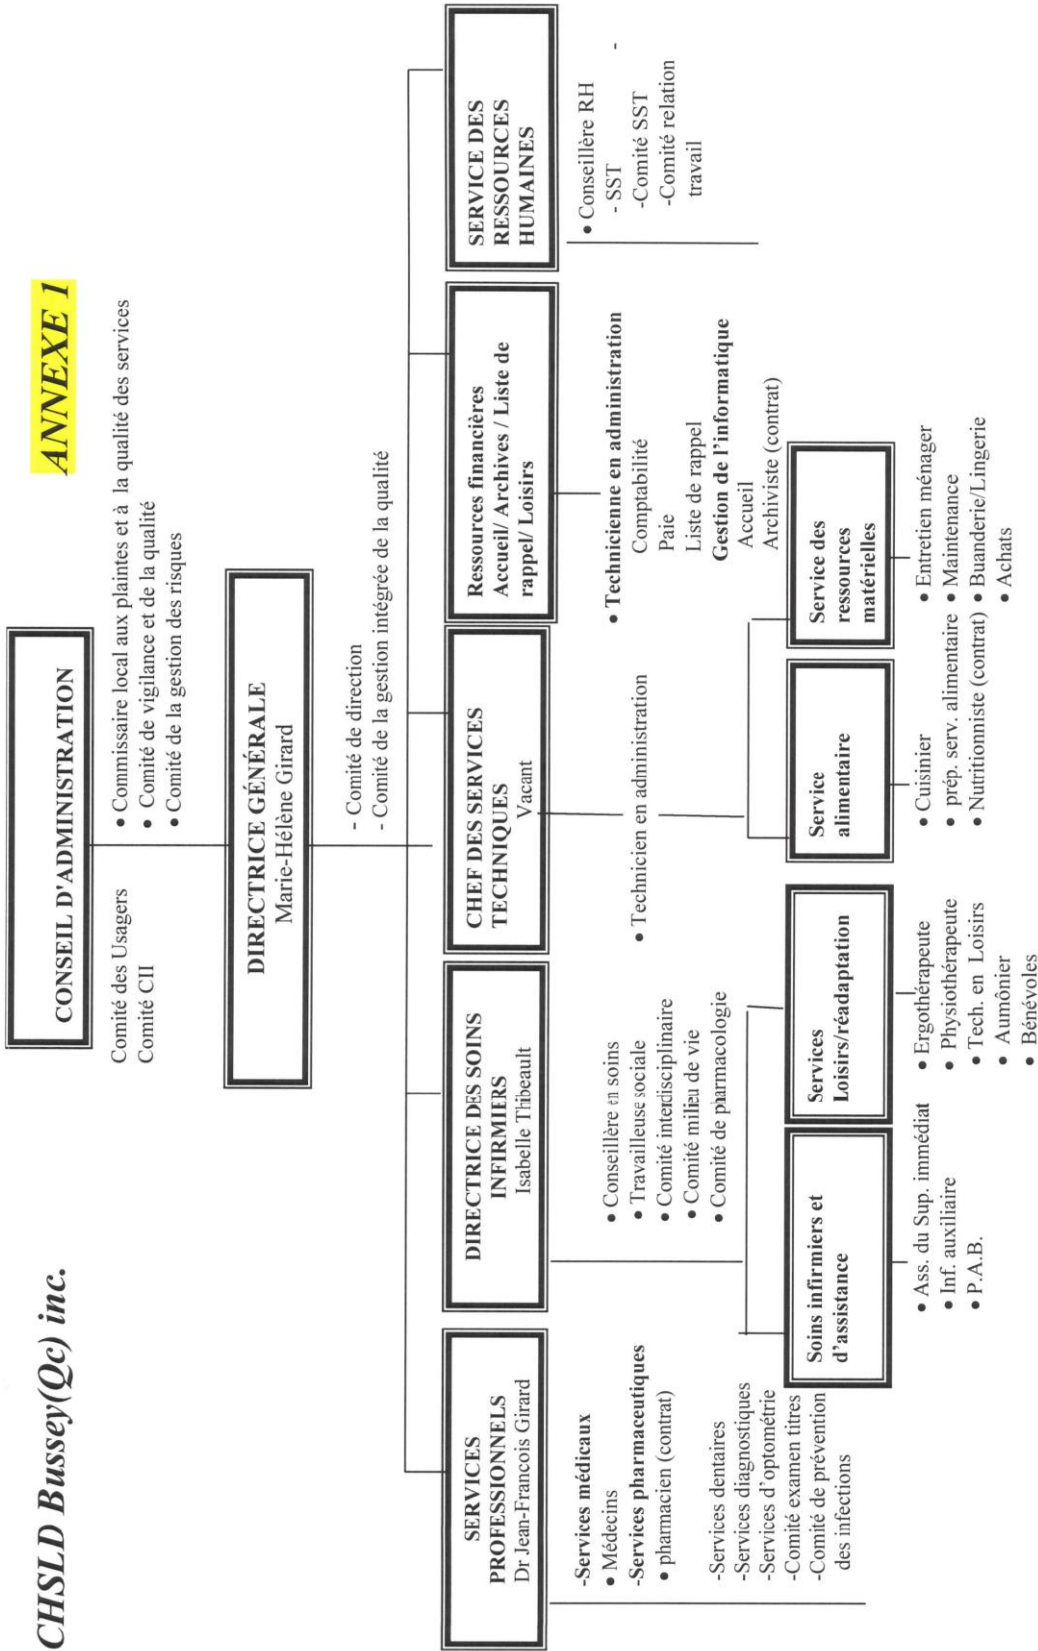 CHSLD Bussey(Qc) inc.
ANNEXE 1
CONSEIL D'ADMINISTRATION
Comité des Usagers
Comité CII
• Commissaire local aux plaintes et à la qualité des services
• Comité de vigilance et de la qualité
• Comité de la gestion des risques
DIRECTRICE GÉNÉRALE
Marie-Hélène Girard
- Comité de direction
- Comité de la gestion intégrée de la qualité
SERVICES
PROFESSIONNELS
Dr Jean-Francois Girard
-Services médicaux
• Médecins
-Services pharmaceutiques
• pharmacien (contrat)
-Services dentaires
-Services diagnostiques
-Services d'optométrie
-Comité examen titres
-Comité de prévention
des infections
DIRECTRICE DES SOINS
INFIRMIERS
Isabelle Thibeault
• Conseillère en soins
• Travailleuse sociale
• Comité interdisciplinaire
• Comité milieu de vie
• Comité de pharmacologie
Soins infirmiers et
d'assistance
• Ass. du Sup. immédiat
• Inf. auxiliaire
• P.A.B.
Services
Loisirs/réadaptation
• Ergothérapeute
• Physiothérapeute
• Tech. en Loisirs
• Aumônier
• Bénévoles
CHEF DES SERVICES
TECHNIQUES
Vacant
• Technicien en administration
Service
alimentaire
• Cuisinier
• prép. serv. alimentaire
• Nutritionniste (contrat)
Service des
ressources
matérielles
• Entretien ménager
• Maintenance
• Buanderie/Lingerie
• Achats
Ressources financières
Accueil/ Archives / Liste de
rappel/ Loisirs
• Technicienne en administration
Comptabilité
Paie
Liste de rappel
Gestion de l'informatique
Accueil
Archiviste (contrat)
SERVICE DES
RESSOURCES
HUMAINES
• Conseillère RH
- SST -
-Comité SST
-Comité relation
travail